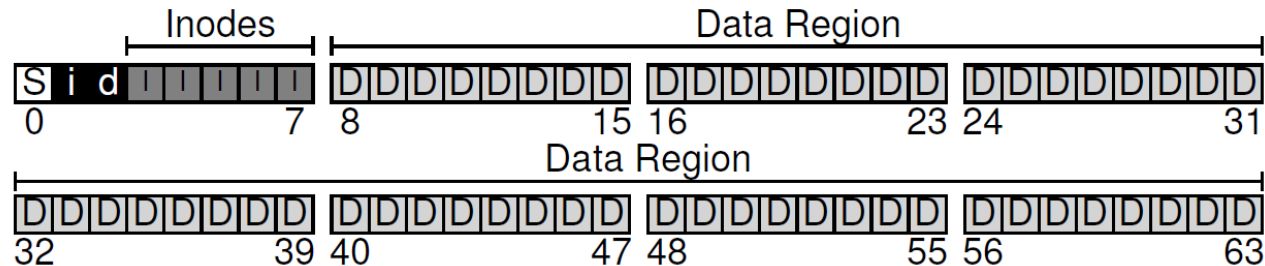 Inodes Data Region
S i d I I I I I D D D D D D D D D D D D D D D D D D D D D D D D
0 7 8 15 16 23 24 31
Data Region
D D D D D D D D D D D D D D D D D D D D D D D D D D D D D D D D
32 39 40 47 48 55 56 63